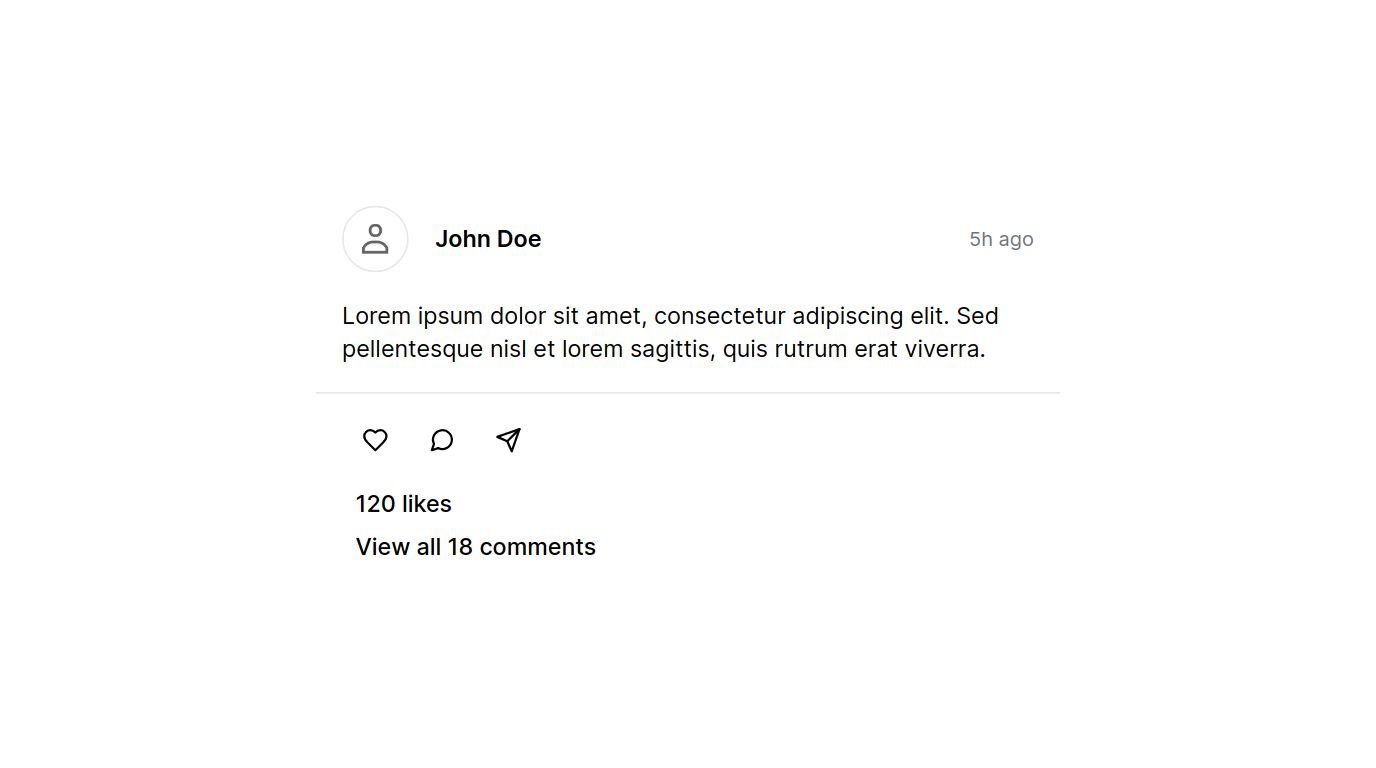 John Doe
5h ago
Lorem ipsum dolor sit amet, consectetur adipiscing elit. Sed
pellentesque nisl et lorem sagittis, quis rutrum erat viverra.
120 likes
View all 18 comments